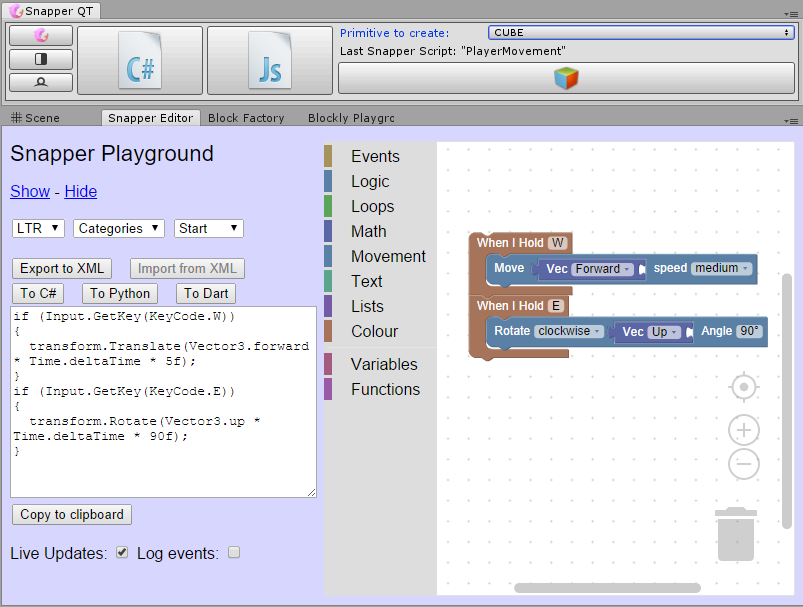 Snapper QT
C#
Js
Primitive to create:
CUBE
Last Snapper Script: "PlayerMovement"
Scene
Snapper Editor
Block Factory
Blockly Playgrc
Snapper Playground
Show - Hide
LTR
Categories
Start
Export to XML
Import from XML
To C#
To Python
To Dart
if (Input.GetKey(KeyCode.W))
{
  transform.Translate(Vector3.forward
* Time.deltaTime * 5f);
}
if (Input.GetKey(KeyCode.E))
{
  transform.Rotate(Vector3.up *
Time.deltaTime * 90f);
}
Copy to clipboard
Live Updates:
Log events:
Events
Logic
Loops
Math
Movement
Text
Lists
Colour
Variables
Functions
When I Hold W
Move Vec Forward speed medium
When I Hold E
Rotate clockwise Vec Up Angle 90°